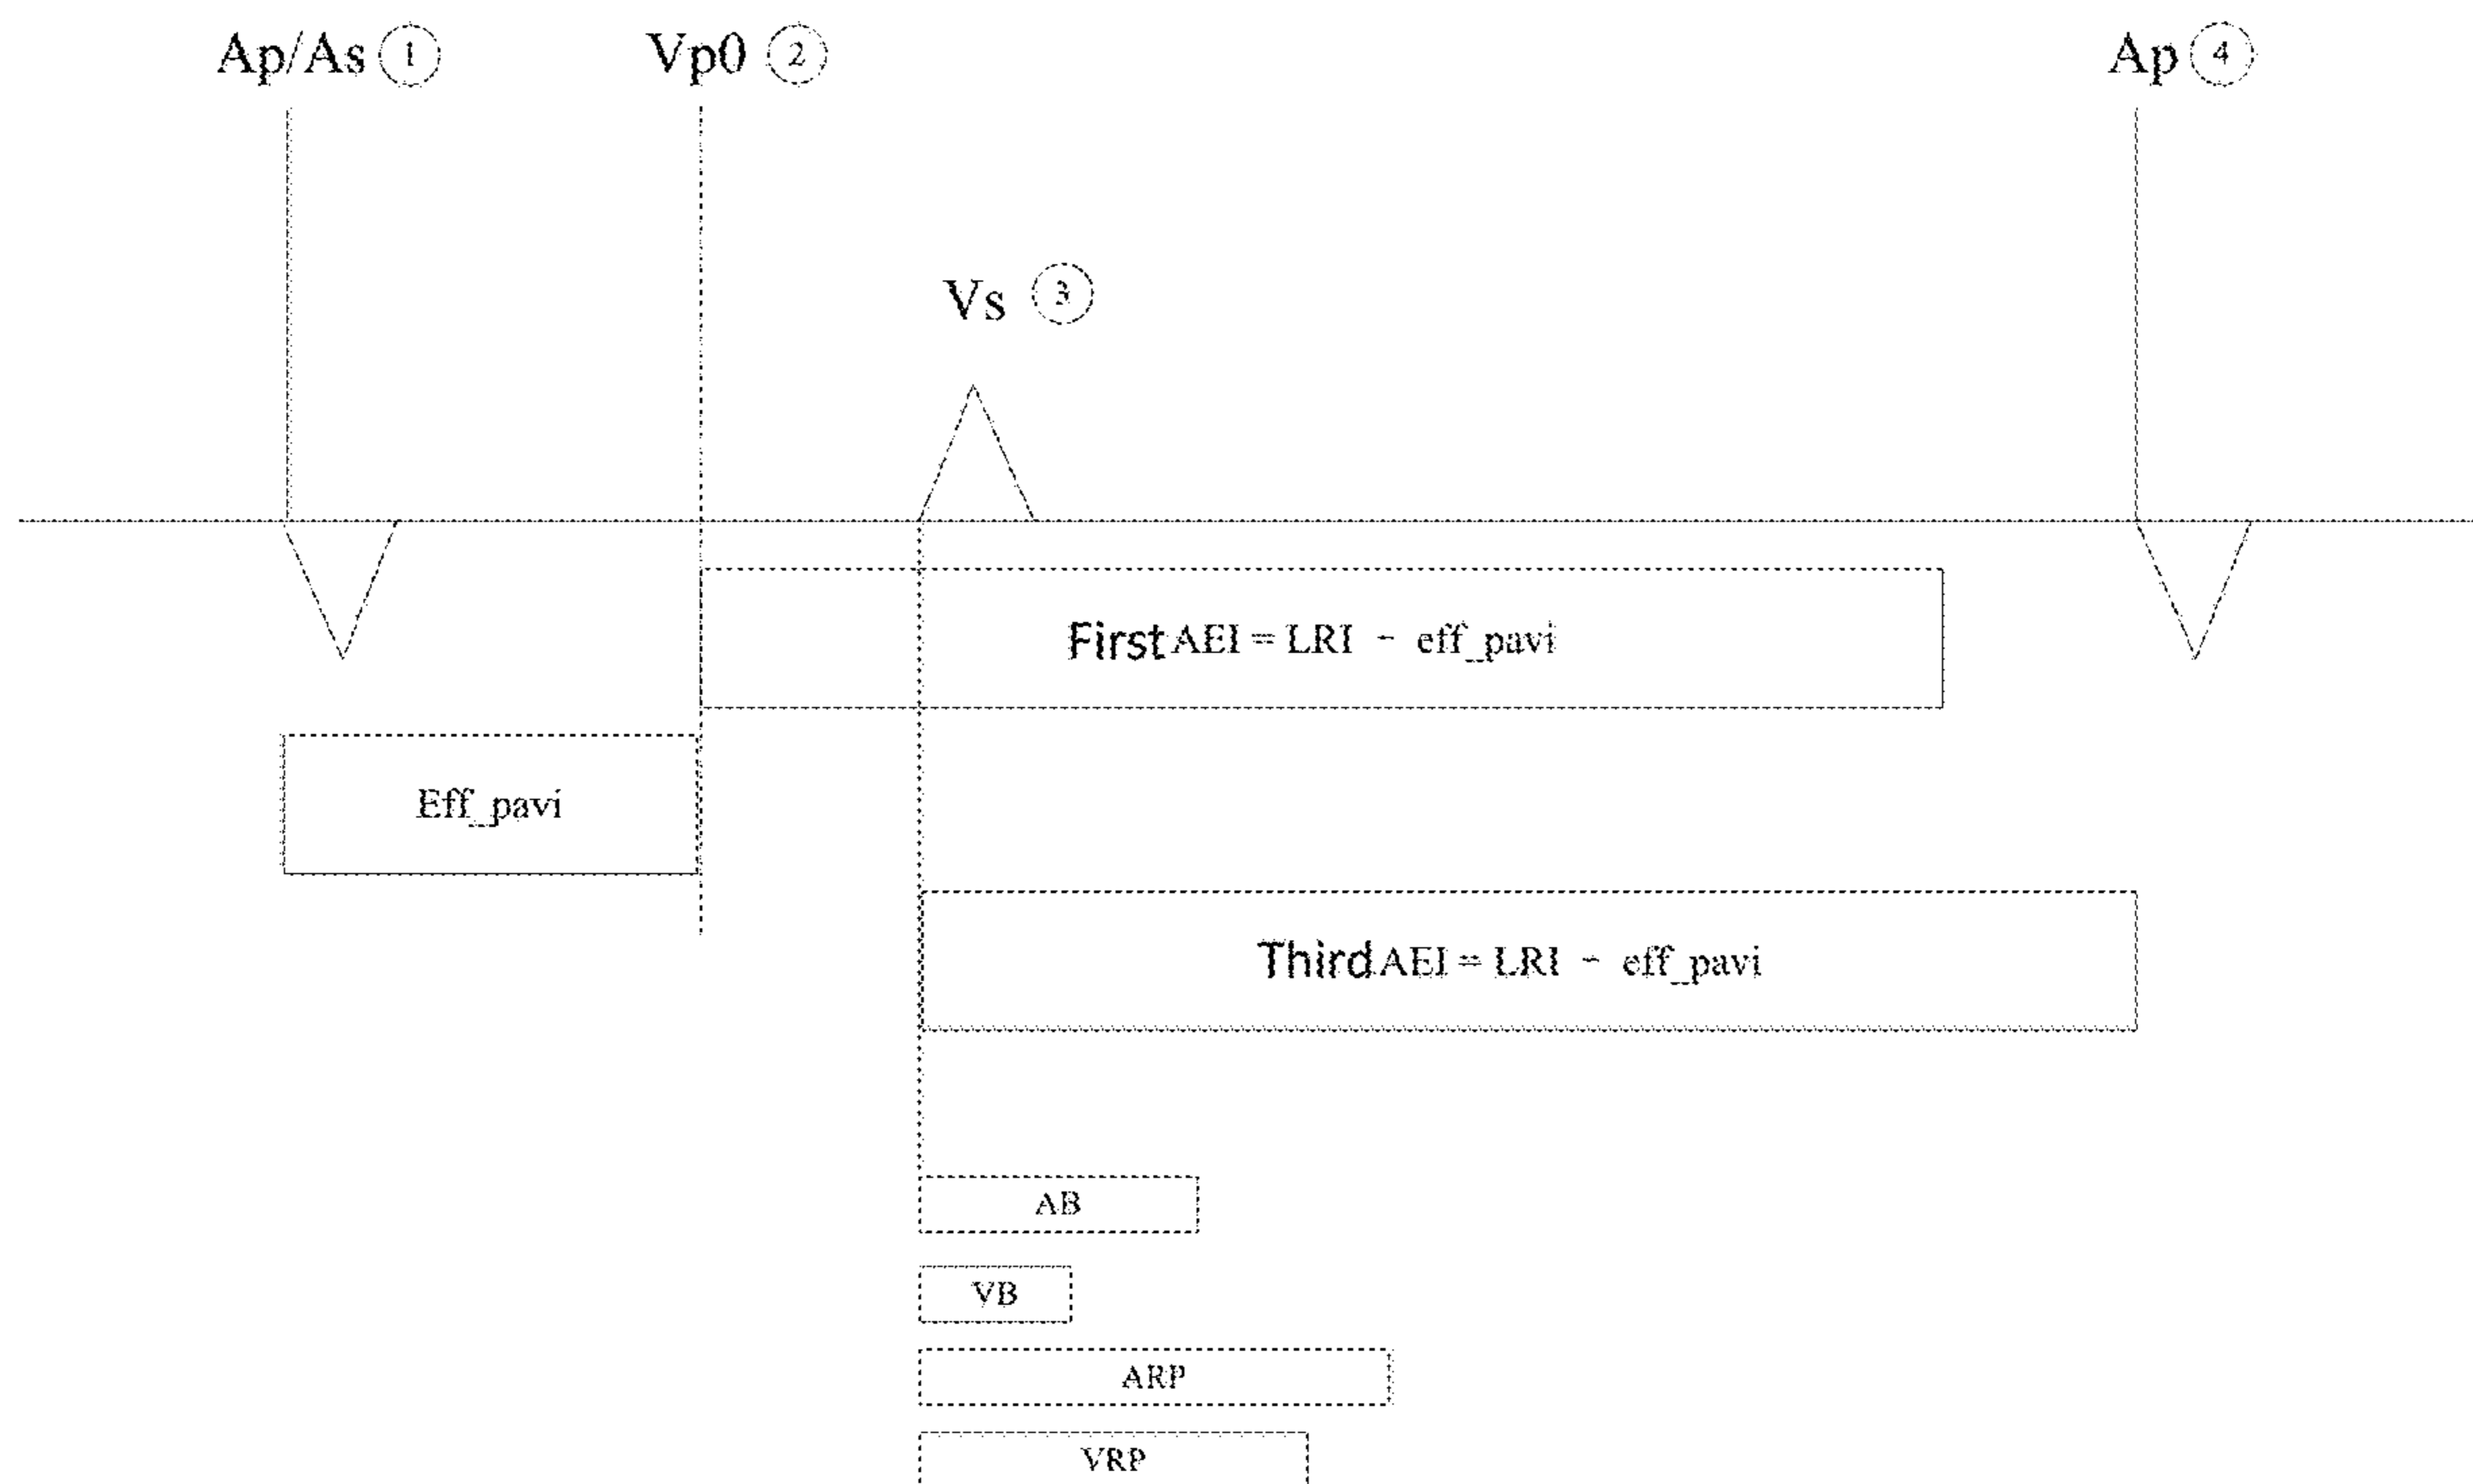 Ap/As ① Vp0 ② Ap ④
Vs ③
First AEI = LRI - eff_pavi
Eff_pavi
Third AEI = LRI - eff_pavi
AB
VB
ARP
VRP